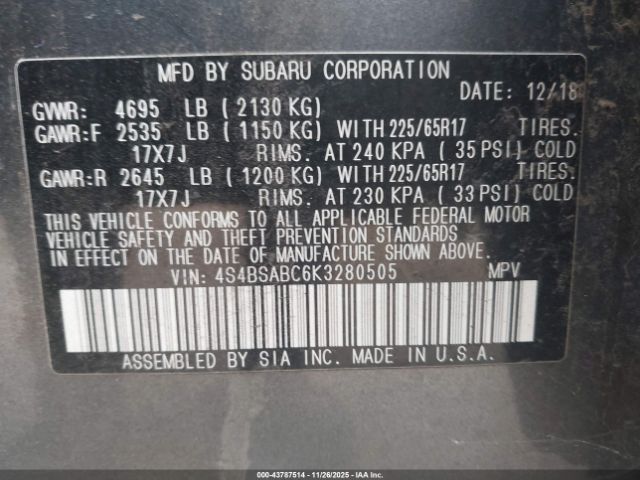 MFD BY SUBARU CORPORATION
DATE: 12/18
GVWR: 4695 LB ( 2130 KG)
GAWR:F 2535 LB ( 1150 KG) WITH 225/65R17 TIRES.
17X7J RIMS. AT 240 KPA ( 35 PSI) COLD
GAWR:R 2645 LB ( 1200 KG) WITH 225/65R17 TIRES.
17X7J RIMS. AT 230 KPA ( 33 PSI) COLD
THIS VEHICLE CONFORMS TO ALL APPLICABLE FEDERAL MOTOR
VEHICLE SAFETY AND THEFT PREVENTION STANDARDS
IN EFFECT ON THE DATE OF MANUFACTURE SHOWN ABOVE.
VIN: 4S4BSABC6K3280505 MPV
ASSEMBLED BY SIA INC. MADE IN U.S.A.
000-43787514 - 11/26/2025 - IAAI.COM